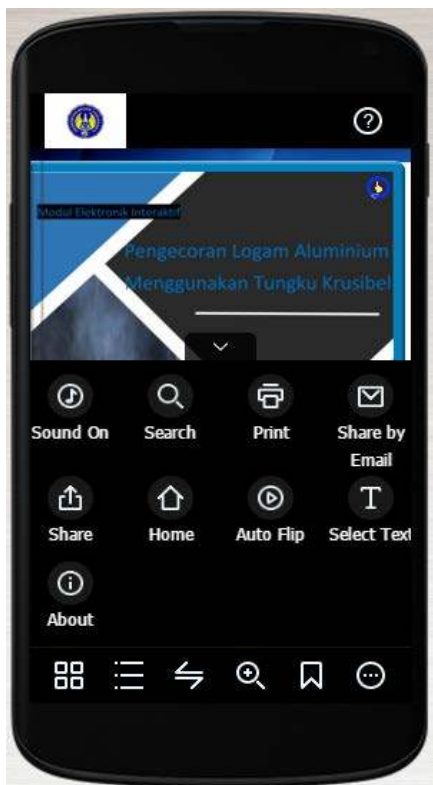 Modul Elektronik Interaktif
Pengecoran Logam Aluminium
Menggunakan Tungku Krusibel
Sound On
Search
Print
Share by
Email
Share
Home
Auto Flip
Select Text
About